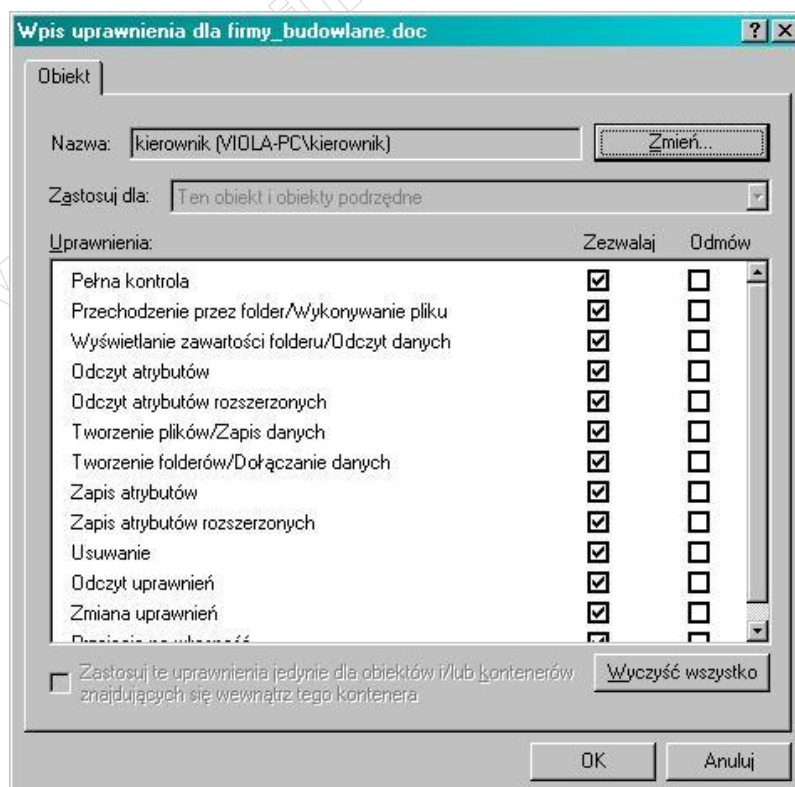 Wpis uprawnienia dla firmy_budowlane.doc
Obiekt
Nazwa: kierownik (VIOLA-PC\kierownik) Zmień...
Zastosuj dla: Ten obiekt i obiekty podrzędne
Uprawnienia: Zezwalaj Odmów
Pełna kontrola
Przechodzenie przez folder/Wykonywanie pliku
Wyświetlanie zawartości folderu/Odczyt danych
Odczyt atrybutów
Odczyt atrybutów rozszerzonych
Tworzenie plików/Zapis danych
Tworzenie folderów/Dołączanie danych
Zapis atrybutów
Zapis atrybutów rozszerzonych
Usuwanie
Odczyt uprawnień
Zmiana uprawnień
Zastosuj te uprawnienia jedynie dla obiektów i/lub kontenerów
znajdujących się wewnątrz tego kontenera
Wyczyść wszystko
OK Anuluj